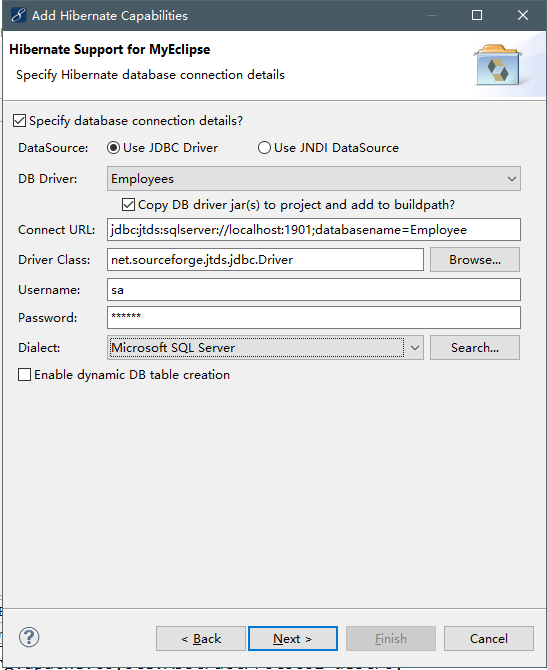 Add Hibernate Capabilities
Hibernate Support for MyEclipse
Specify Hibernate database connection details
Specify database connection details?
DataSource: Use JDBC Driver Use JNDI DataSource
DB Driver: Employees
Copy DB driver jar(s) to project and add to buildpath?
Connect URL: jdbc:jtds:sqlserver://localhost:1901;databasename=Employee
Driver Class: net.sourceforge.jtds.jdbc.Driver Browse...
Username: sa
Password: ******
Dialect: Microsoft SQL Server Search...
Enable dynamic DB table creation
? < Back Next > Finish Cancel